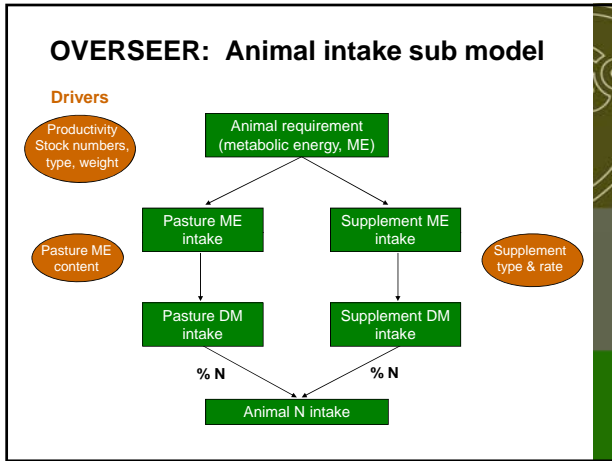 OVERSEER: Animal intake sub model
Drivers
Productivity
Stock numbers,
type, weight
Animal requirement
(metabolic energy, ME)
Pasture ME
content
Pasture ME
intake
Supplement ME
intake
Supplement
type & rate
Pasture DM
intake
Supplement DM
intake
% N
% N
Animal N intake